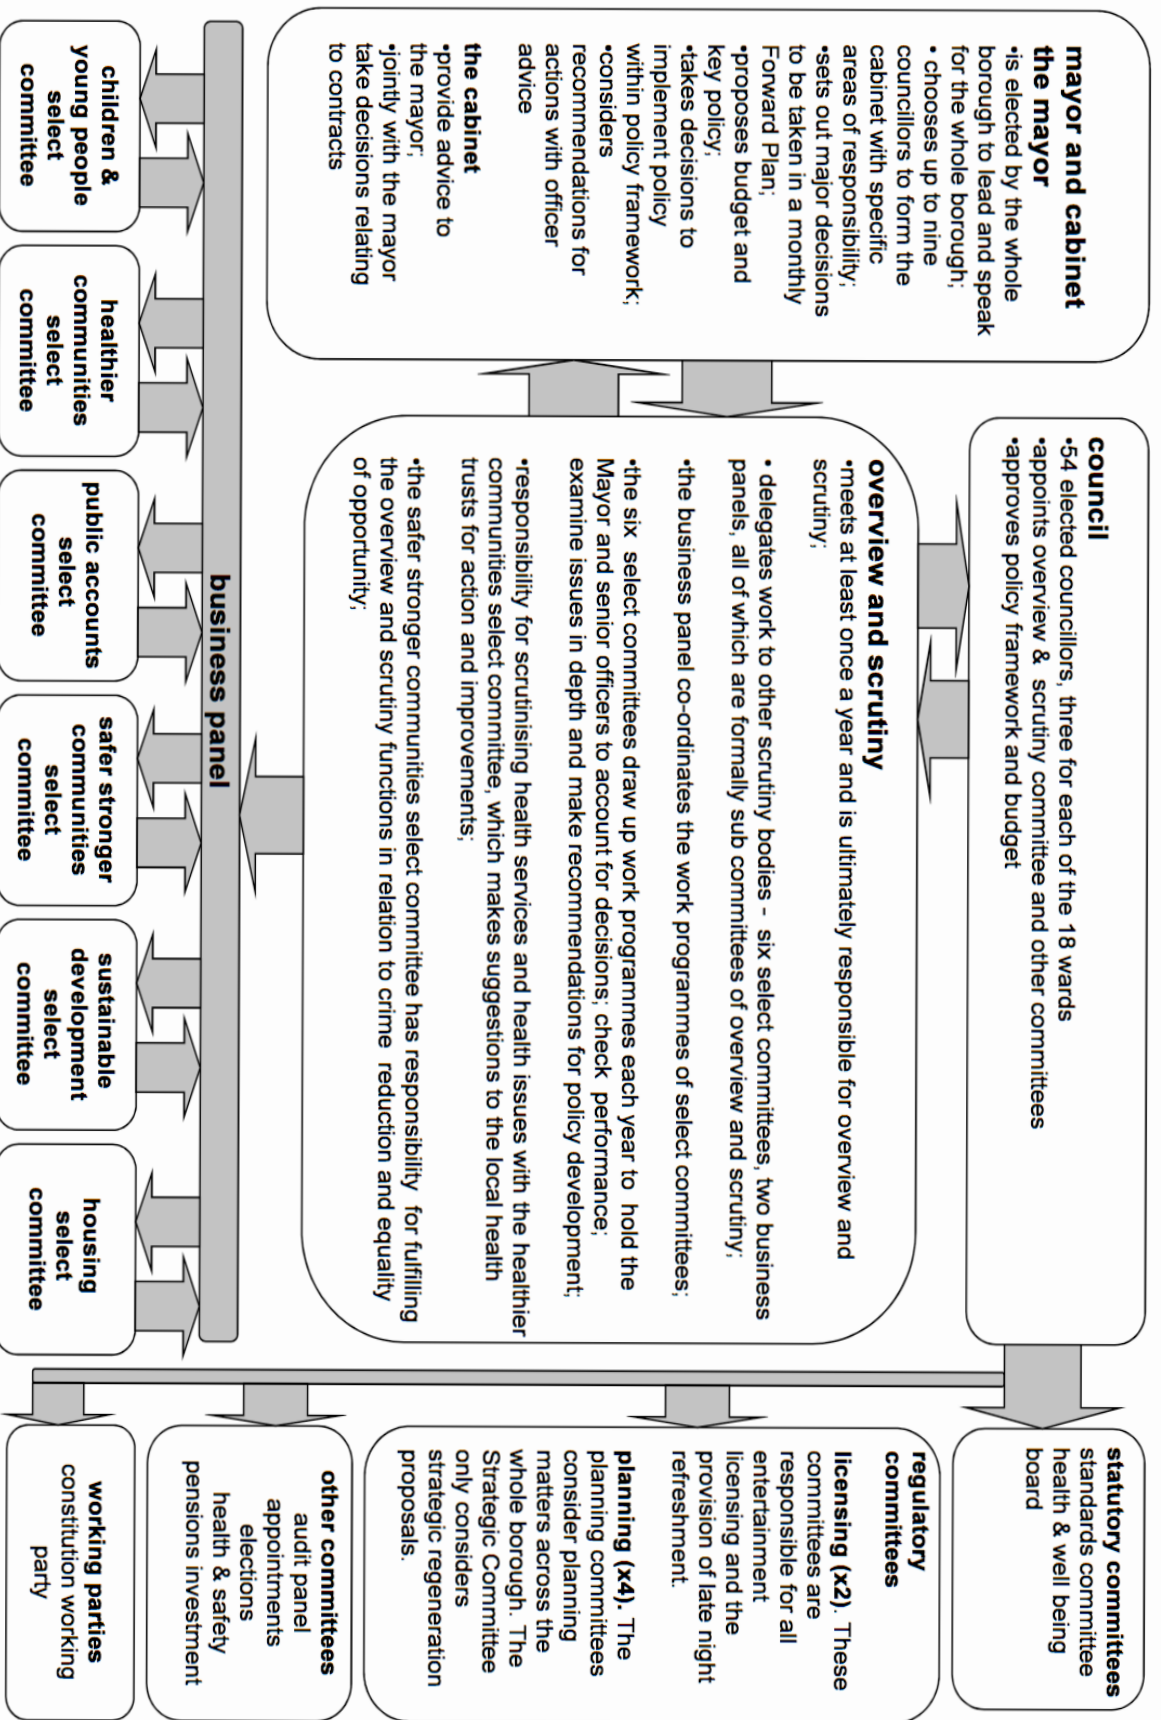 mayor and cabinet
the mayor
•is elected by the whole
borough to lead and speak
for the whole borough;
• chooses up to nine
councillors to form the
cabinet with specific
areas of responsibility;
•sets out major decisions
to be taken in a monthly
Forward Plan;
•proposes budget and
key policy;
•takes decisions to
implement policy
within policy framework;
•considers
recommendations for
actions with officer
advice
the cabinet
•provide advice to
the mayor;
•jointly with the mayor
take decisions relating
to contracts
council
•54 elected councillors, three for each of the 18 wards
•appoints overview & scrutiny committee and other committees
•approves policy framework and budget
overview and scrutiny
•meets at least once a year and is ultimately responsible for overview and
scrutiny;
• delegates work to other scrutiny bodies - six select committees, two business
panels, all of which are formally sub committees of overview and scrutiny;
•the business panel co-ordinates the work programmes of select committees;
•the six select committees draw up work programmes each year to hold the
Mayor and senior officers to account for decisions; check performance;
examine issues in depth and make recommendations for policy development;
•responsibility for scrutinising health services and health issues with the healthier
communities select committee, which makes suggestions to the local health
trusts for action and improvements;
•the safer stronger communities select committee has responsibility for fulfilling
the overview and scrutiny functions in relation to crime reduction and equality
of opportunity;
statutory committees
standards committee
health & well being
board
regulatory
committees
licensing (x2). These
committees are
responsible for all
entertainment
licensing and the
provision of late night
refreshment.
planning (x4). The
planning committees
consider planning
matters across the
whole borough. The
Strategic Committee
only considers
strategic regeneration
proposals.
other committees
audit panel
appointments
elections
health & safety
pensions investment
working parties
constitution working
party
business panel
children &
young people
select
committee
healthier
communities
select
committee
public accounts
select
committee
safer stronger
communities
select
committee
sustainable
development
select
committee
housing
select
committee